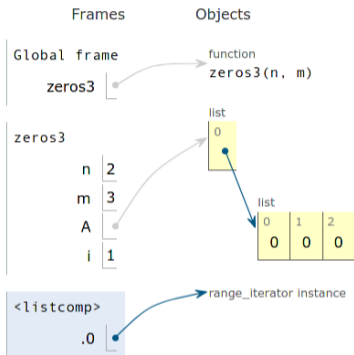 Frames Objects
Global frame
zeros3
function
zeros3(n, m)
list
0
zeros3
n 2
m 3
A
i 1
list
0 1 2
0 0 0
<listcomp>
.0
range_iterator instance